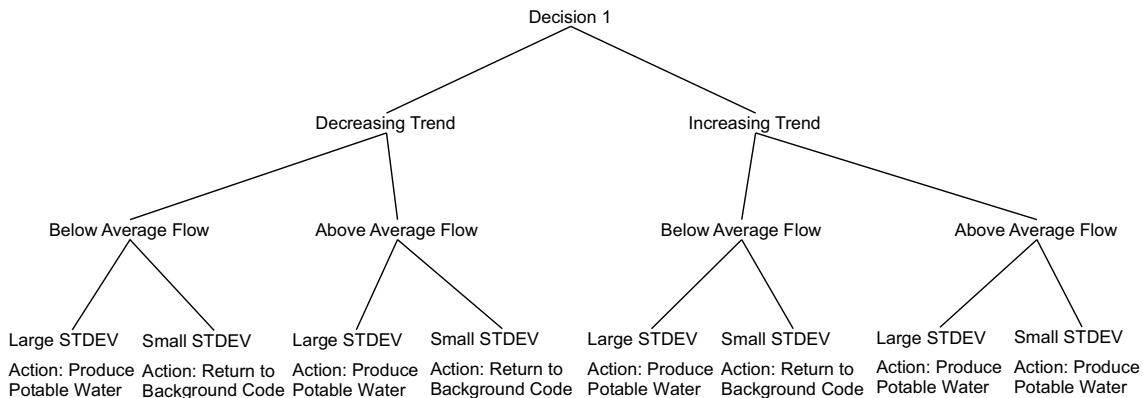 Decision 1
Decreasing Trend
Increasing Trend
Below Average Flow
Above Average Flow
Below Average Flow
Above Average Flow
Large STDEV
Small STDEV
Large STDEV
Small STDEV
Large STDEV
Small STDEV
Large STDEV
Small STDEV
Action: Produce
Potable Water
Action: Return to
Background Code
Action: Produce
Potable Water
Action: Return to
Background Code
Action: Produce
Potable Water
Action: Return to
Background Code
Action: Produce
Potable Water
Action: Produce
Potable Water